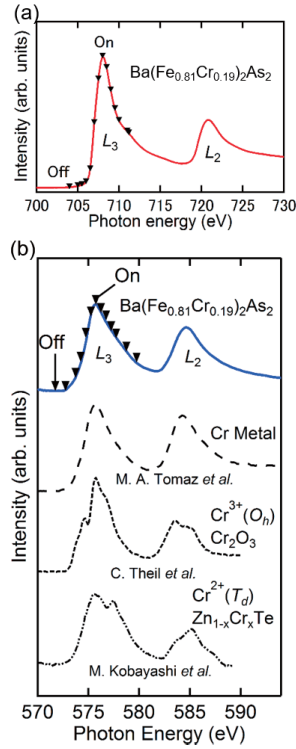 (a)
On
Ba(Fe0.81Cr0.19)2As2
Intensity (arb. units)
L3
L2
Off
700 705 710 715 720 725 730
Photon energy (eV)
(b)
On
Ba(Fe0.81Cr0.19)2As2
Off
L3
L2
Intensity (arb. units)
Cr Metal
M. A. Tomaz et al.
Cr3+(Oh)
Cr2O3
C. Theil et al.
Cr2+(Td)
Zn1-xCrxTe
M. Kobayashi et al.
570 575 580 585 590
Photon Energy (eV)